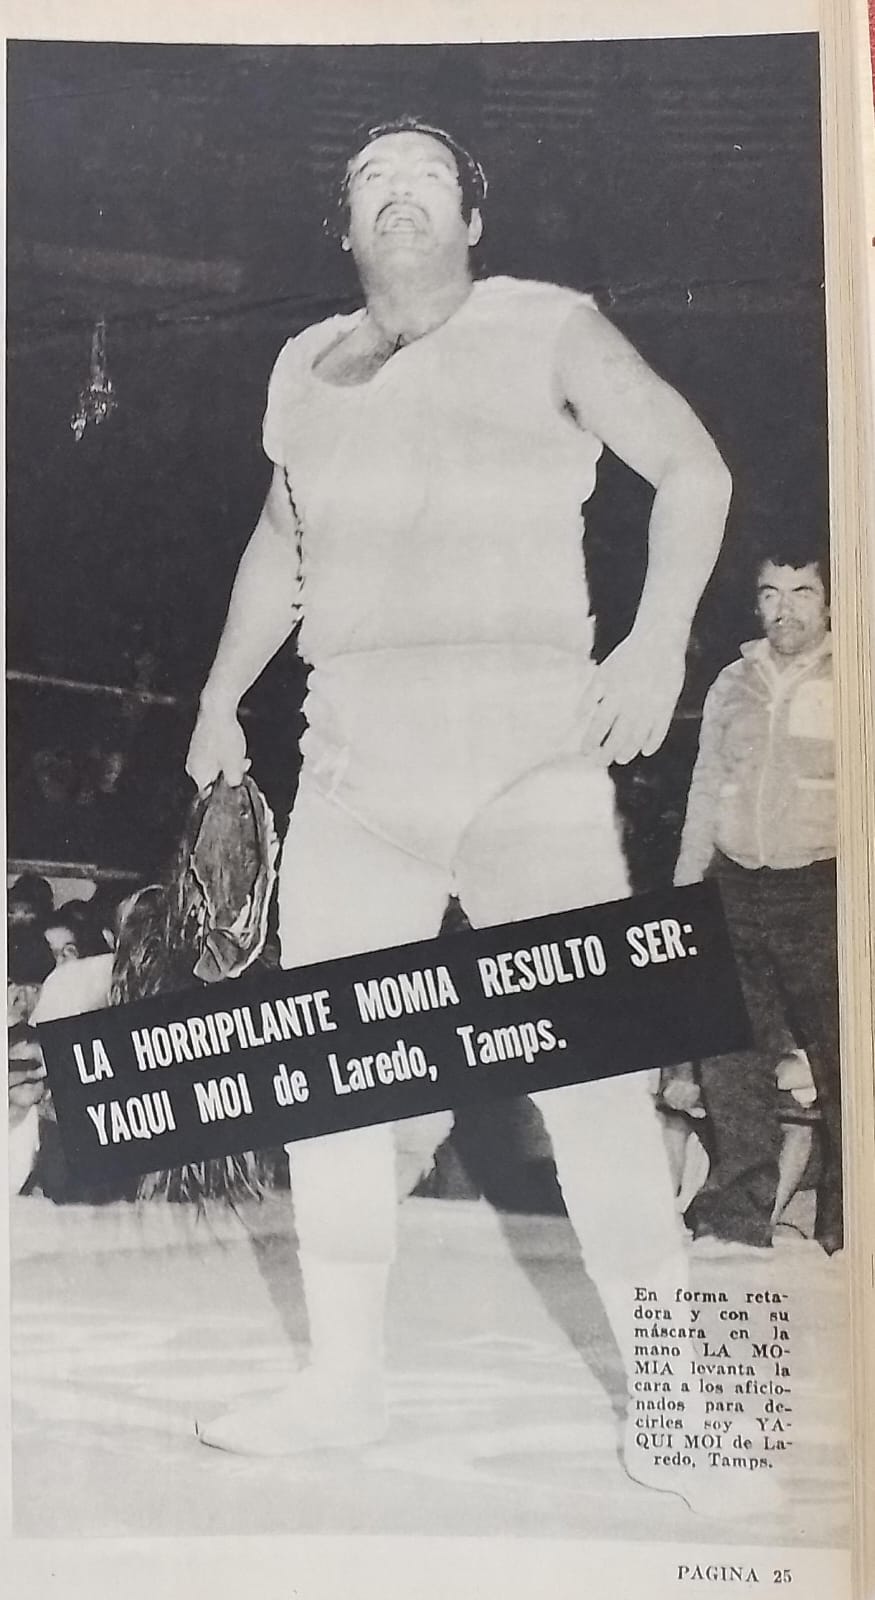 LA HORRIPILANTE MOMIA RESULTO SER:
YAQUI MOI de Laredo, Tamps.
En forma reta-
dora y con su
máscara en la
mano LA MO-
MIA levanta la
cara a los aficio-
nados para de-
cirles soy YA-
QUI MOI de La-
redo, Tamps.
PAGINA 25